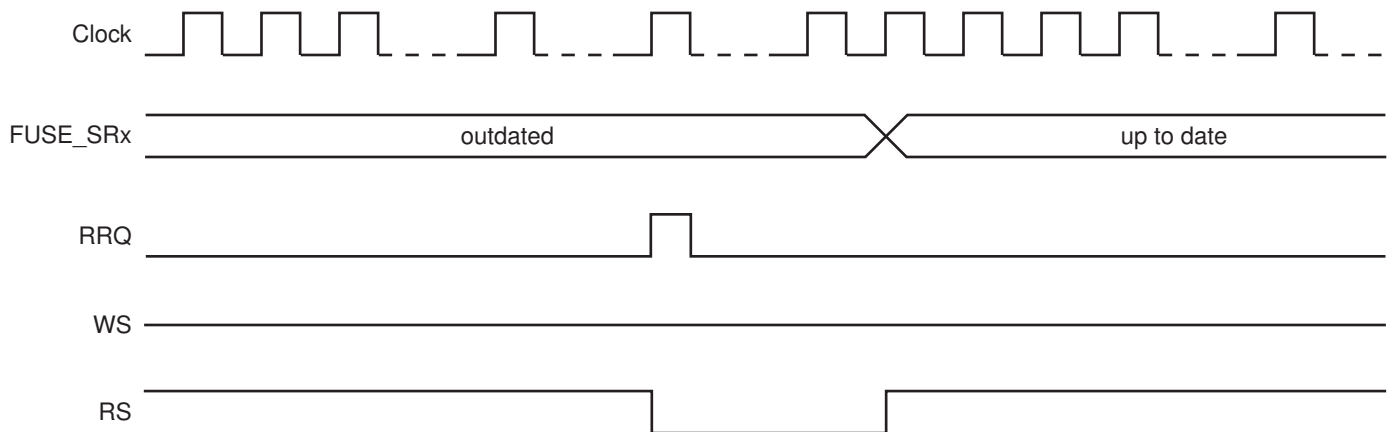 Clock
FUSE_SRx
outdated
up to date
RRQ
WS
RS